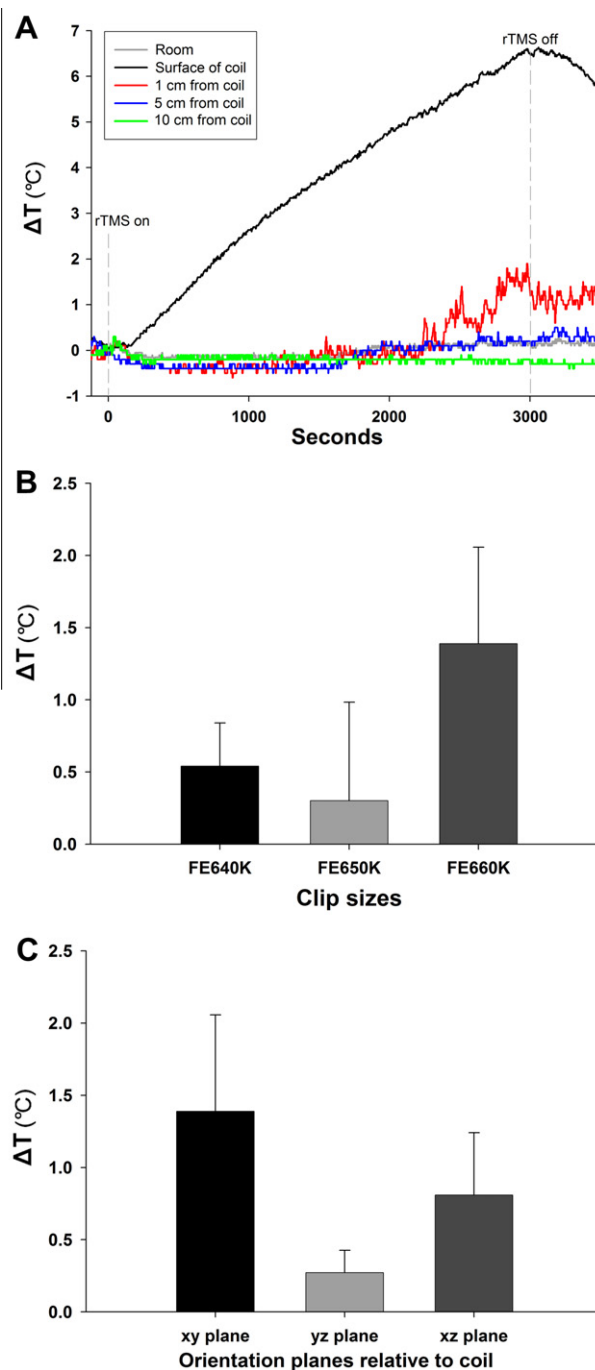 A
7
6
5
4
3
2
1
0
-1
ΔT (°C)
Room
Surface of coil
1 cm from coil
5 cm from coil
10 cm from coil
rTMS on
rTMS off
0 1000 2000 3000
Seconds
B
2.5
2.0
1.5
1.0
0.5
0.0
ΔT (°C)
FE640K FE650K FE660K
Clip sizes
C
2.5
2.0
1.5
1.0
0.5
0.0
ΔT (°C)
xy plane yz plane xz plane
Orientation planes relative to coil